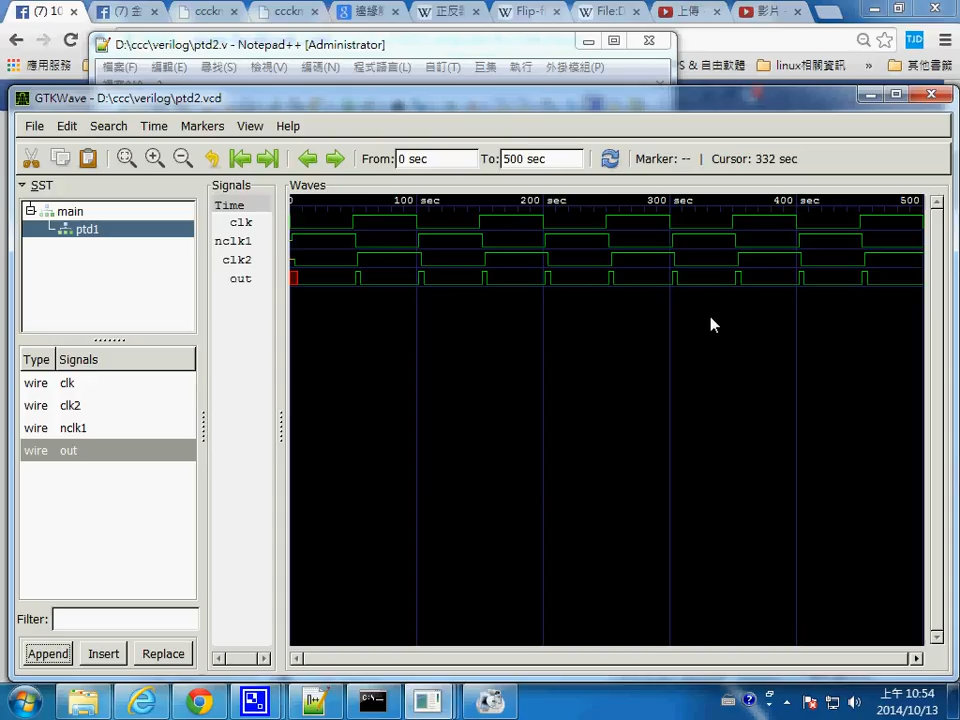 (7) 10
(7) 金
ccckn
ccckn
邊緣
正反
Flip-f
File:D
上傳
影片
D:\ccc\verilog\ptd2.v - Notepad++ [Administrator]
TJD
應用服務
檔案(F) 編輯(E) 尋找(S) 檢視(V) 編碼(N) 程式語言(L) 自訂(T) 巨集 執行 外掛模組(P)
S & 自由軟體
linux相關資訊
»
其他書籤
GTKWave - D:\ccc\verilog\ptd2.vcd
File Edit Search Time Markers View Help
From: 0 sec To: 500 sec Marker: -- | Cursor: 332 sec
SST
main
ptd1
Type Signals
wire clk
wire clk2
wire nclk1
wire out
Filter:
Append Insert Replace
Signals
Time
clk
nclk1
clk2
out
Waves
0 100 sec 200 sec 300 sec 400 sec 500
上午 10:54
2014/10/13